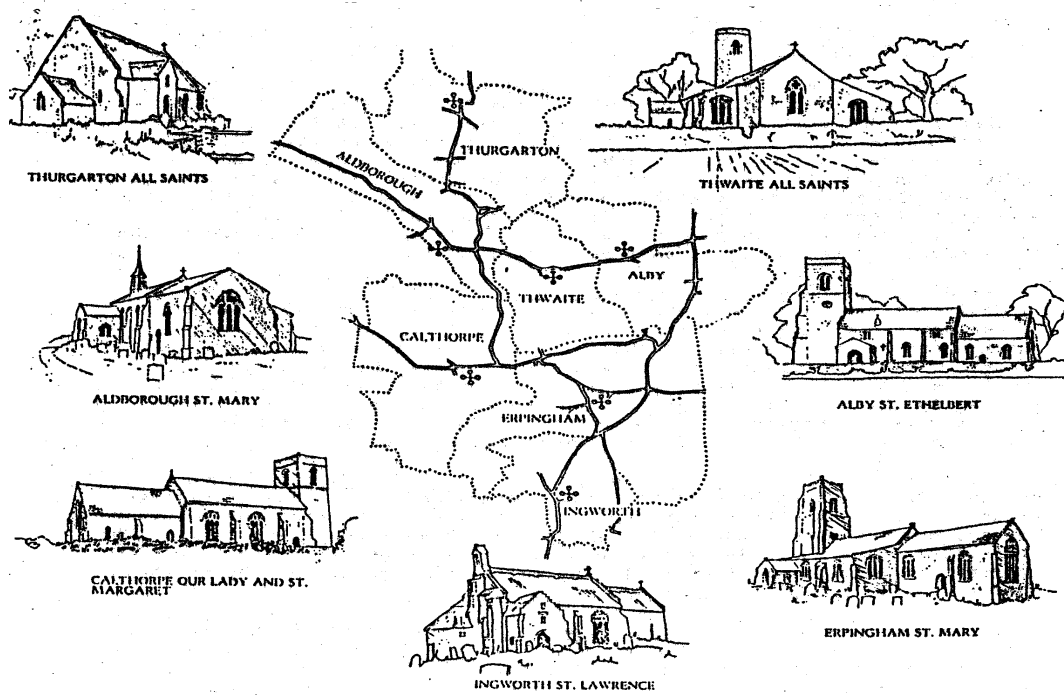 THURGARTON ALL SAINTS
THWAITE ALL SAINTS
THURGARTON
ALDBOROUGH
ALBY
THWAITE
CALTHORPE
ERPINGHAM
INGWORTH
ALDBOROUGH ST. MARY
ALBY ST. ETHELBERT
CALTHORPE OUR LADY AND ST.
MARGARET
ERPINGHAM ST. MARY
INGWORTH ST. LAWRENCE